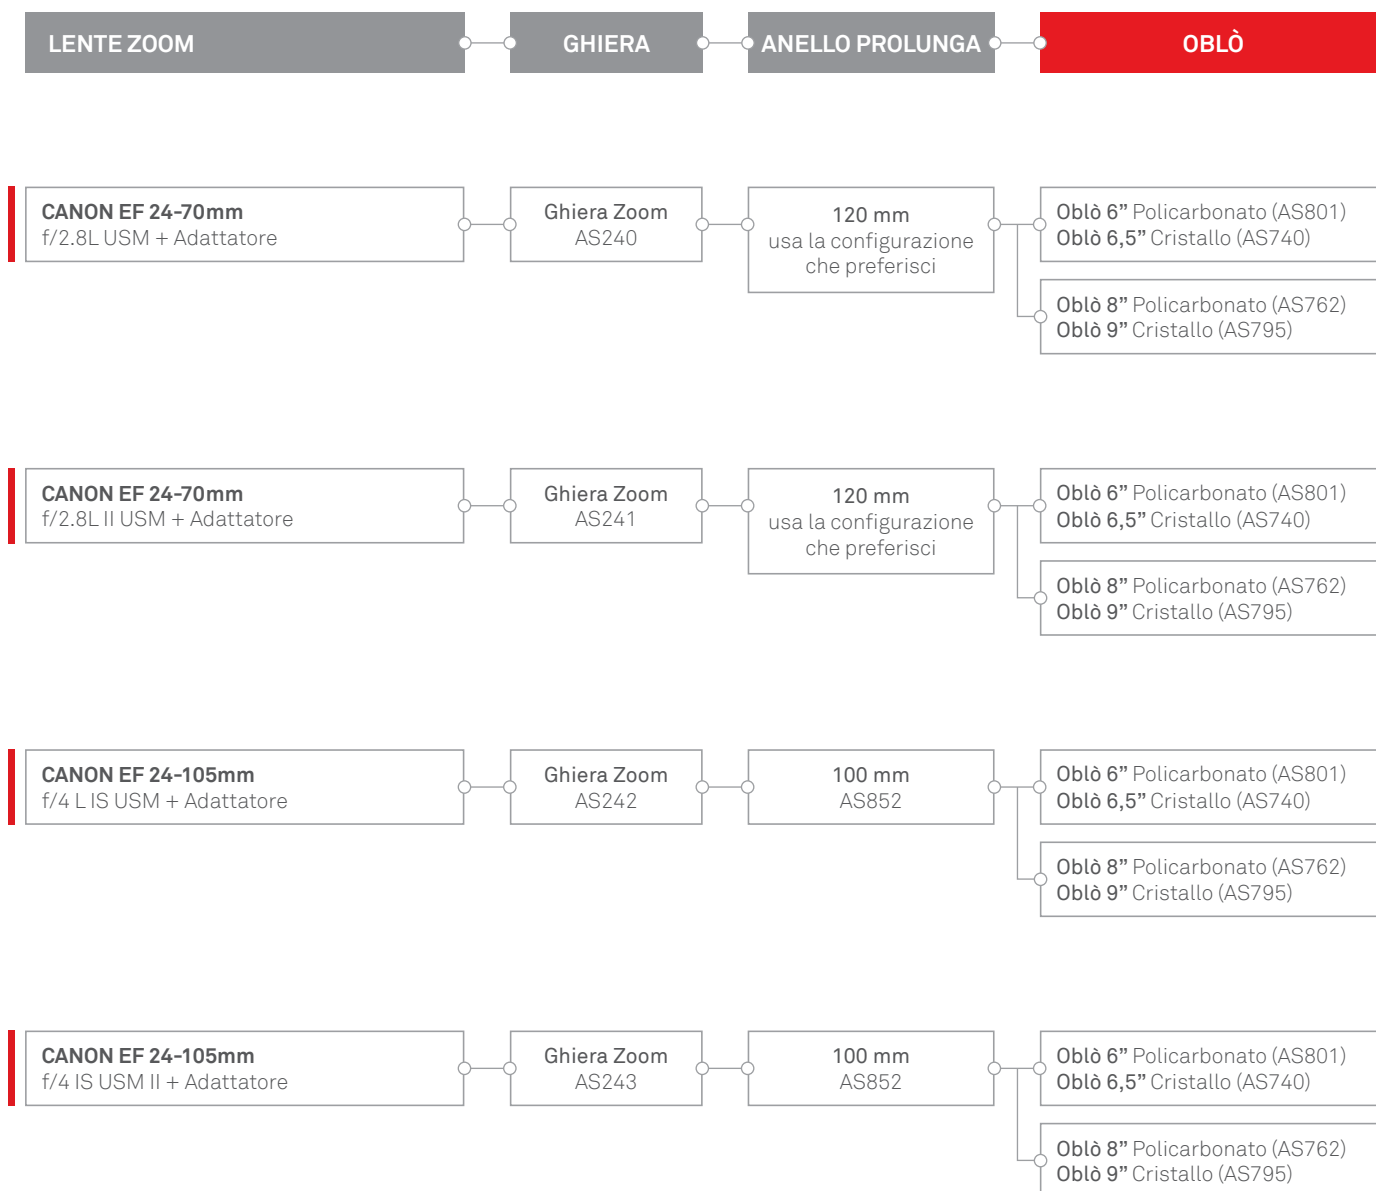 LENTE ZOOM
GHIERA
ANELLO PROLUNGA
OBLÒ
CANON EF 24-70mm
f/2.8L USM + Adattatore
Ghiera Zoom
AS240
120 mm
usa la configurazione
che preferisci
Oblò 6” Policarbonato (AS801)
Oblò 6,5” Cristallo (AS740)
Oblò 8” Policarbonato (AS762)
Oblò 9” Cristallo (AS795)
CANON EF 24-70mm
f/2.8L II USM + Adattatore
Ghiera Zoom
AS241
120 mm
usa la configurazione
che preferisci
Oblò 6” Policarbonato (AS801)
Oblò 6,5” Cristallo (AS740)
Oblò 8” Policarbonato (AS762)
Oblò 9” Cristallo (AS795)
CANON EF 24-105mm
f/4 L IS USM + Adattatore
Ghiera Zoom
AS242
100 mm
AS852
Oblò 6” Policarbonato (AS801)
Oblò 6,5” Cristallo (AS740)
Oblò 8” Policarbonato (AS762)
Oblò 9” Cristallo (AS795)
CANON EF 24-105mm
f/4 IS USM II + Adattatore
Ghiera Zoom
AS243
100 mm
AS852
Oblò 6” Policarbonato (AS801)
Oblò 6,5” Cristallo (AS740)
Oblò 8” Policarbonato (AS762)
Oblò 9” Cristallo (AS795)